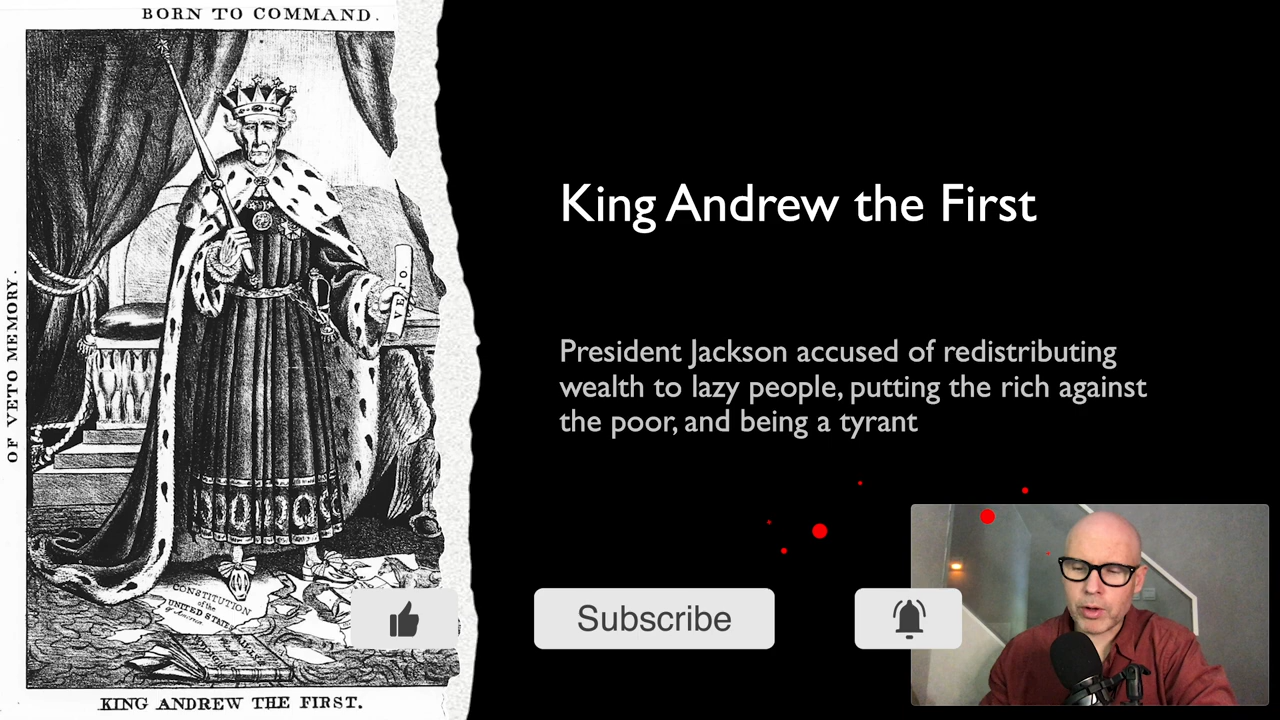 BORN TO COMMAND.
OF VETO MEMORY.
VETO
CONSTITUTION
of the
UNITED STATES
of America
KING ANDREW THE FIRST.
King Andrew the First
President Jackson accused of redistributing
wealth to lazy people, putting the rich against
the poor, and being a tyrant
Subscribe